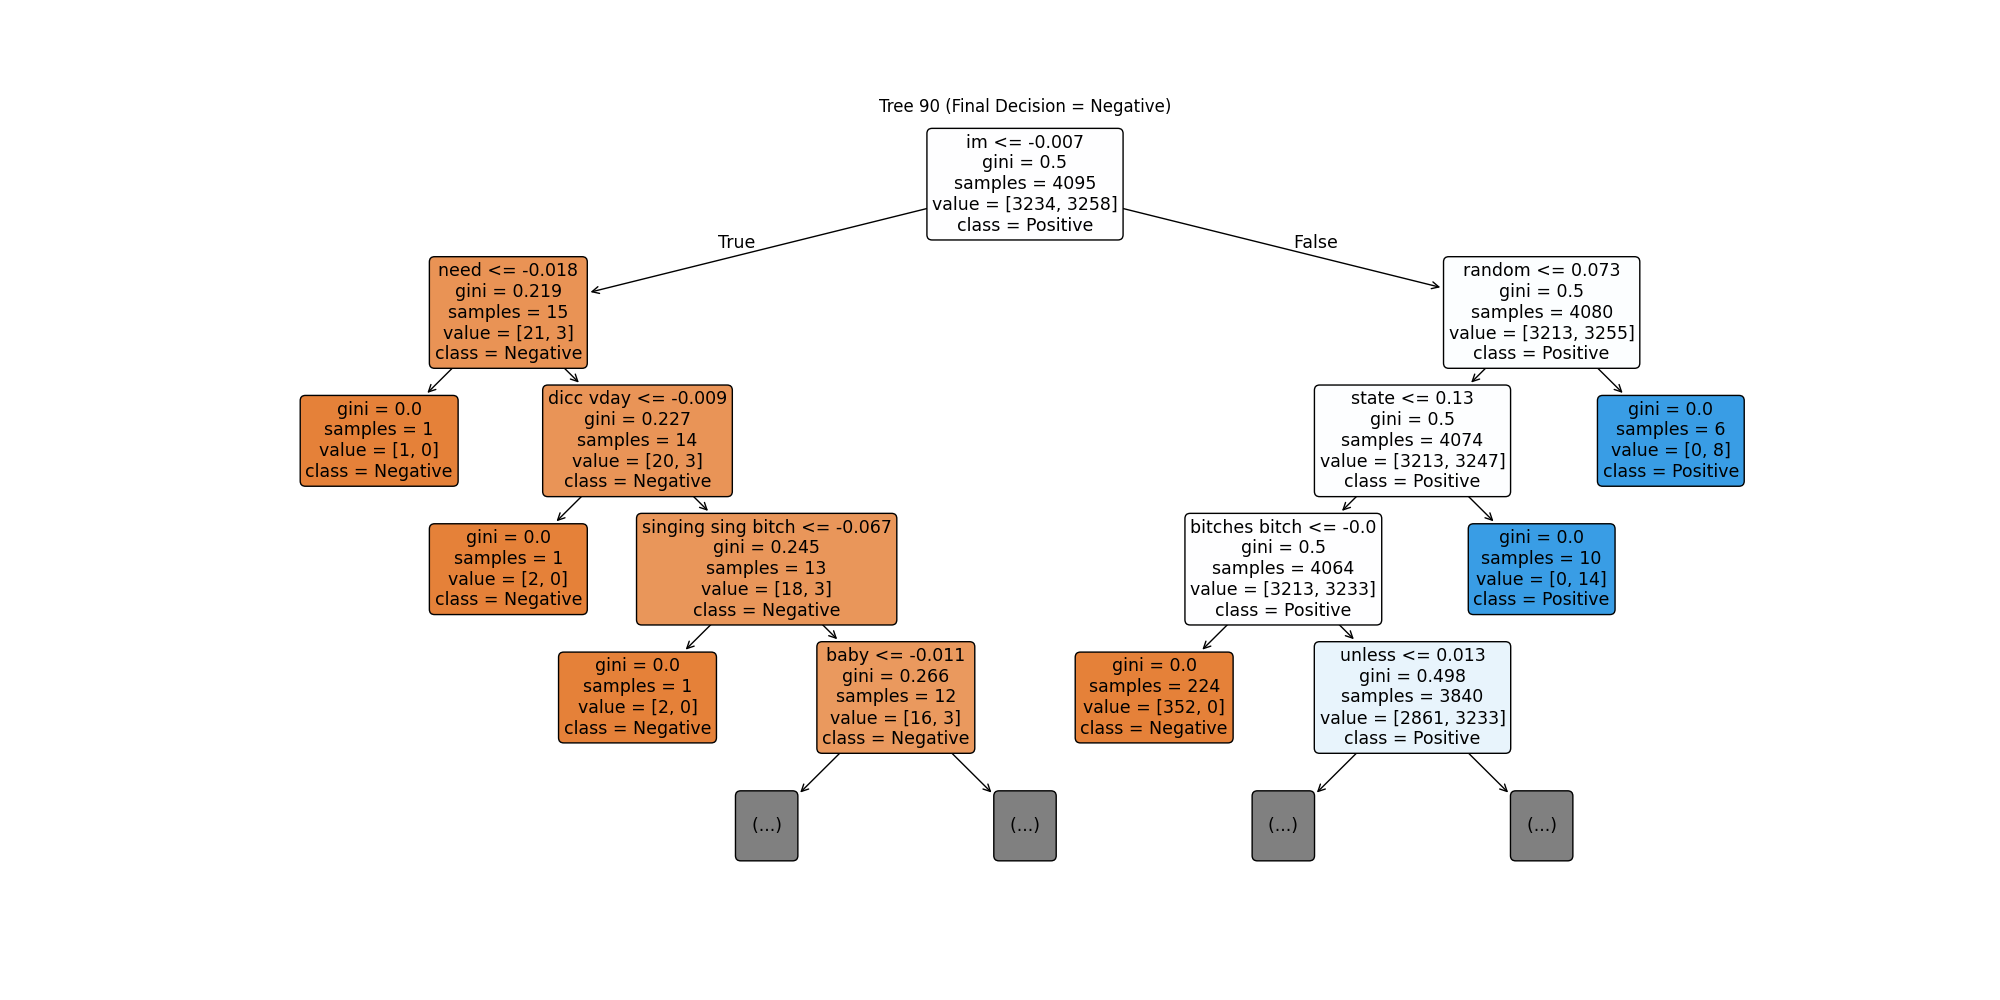 Tree 90 (Final Decision = Negative)
im <= -0.007
gini = 0.5
samples = 4095
value = [3234, 3258]
class = Positive
True
False
need <= -0.018
gini = 0.219
samples = 15
value = [21, 3]
class = Negative
random <= 0.073
gini = 0.5
samples = 4080
value = [3213, 3255]
class = Positive
gini = 0.0
samples = 1
value = [1, 0]
class = Negative
dicc vday <= -0.009
gini = 0.227
samples = 14
value = [20, 3]
class = Negative
state <= 0.13
gini = 0.5
samples = 4074
value = [3213, 3247]
class = Positive
gini = 0.0
samples = 6
value = [0, 8]
class = Positive
gini = 0.0
samples = 1
value = [2, 0]
class = Negative
singing sing bitch <= -0.067
gini = 0.245
samples = 13
value = [18, 3]
class = Negative
bitches bitch <= -0.0
gini = 0.5
samples = 4064
value = [3213, 3233]
class = Positive
gini = 0.0
samples = 10
value = [0, 14]
class = Positive
gini = 0.0
samples = 1
value = [2, 0]
class = Negative
baby <= -0.011
gini = 0.266
samples = 12
value = [16, 3]
class = Negative
gini = 0.0
samples = 224
value = [352, 0]
class = Negative
unless <= 0.013
gini = 0.498
samples = 3840
value = [2861, 3233]
class = Positive
(...)
(...)
(...)
(...)